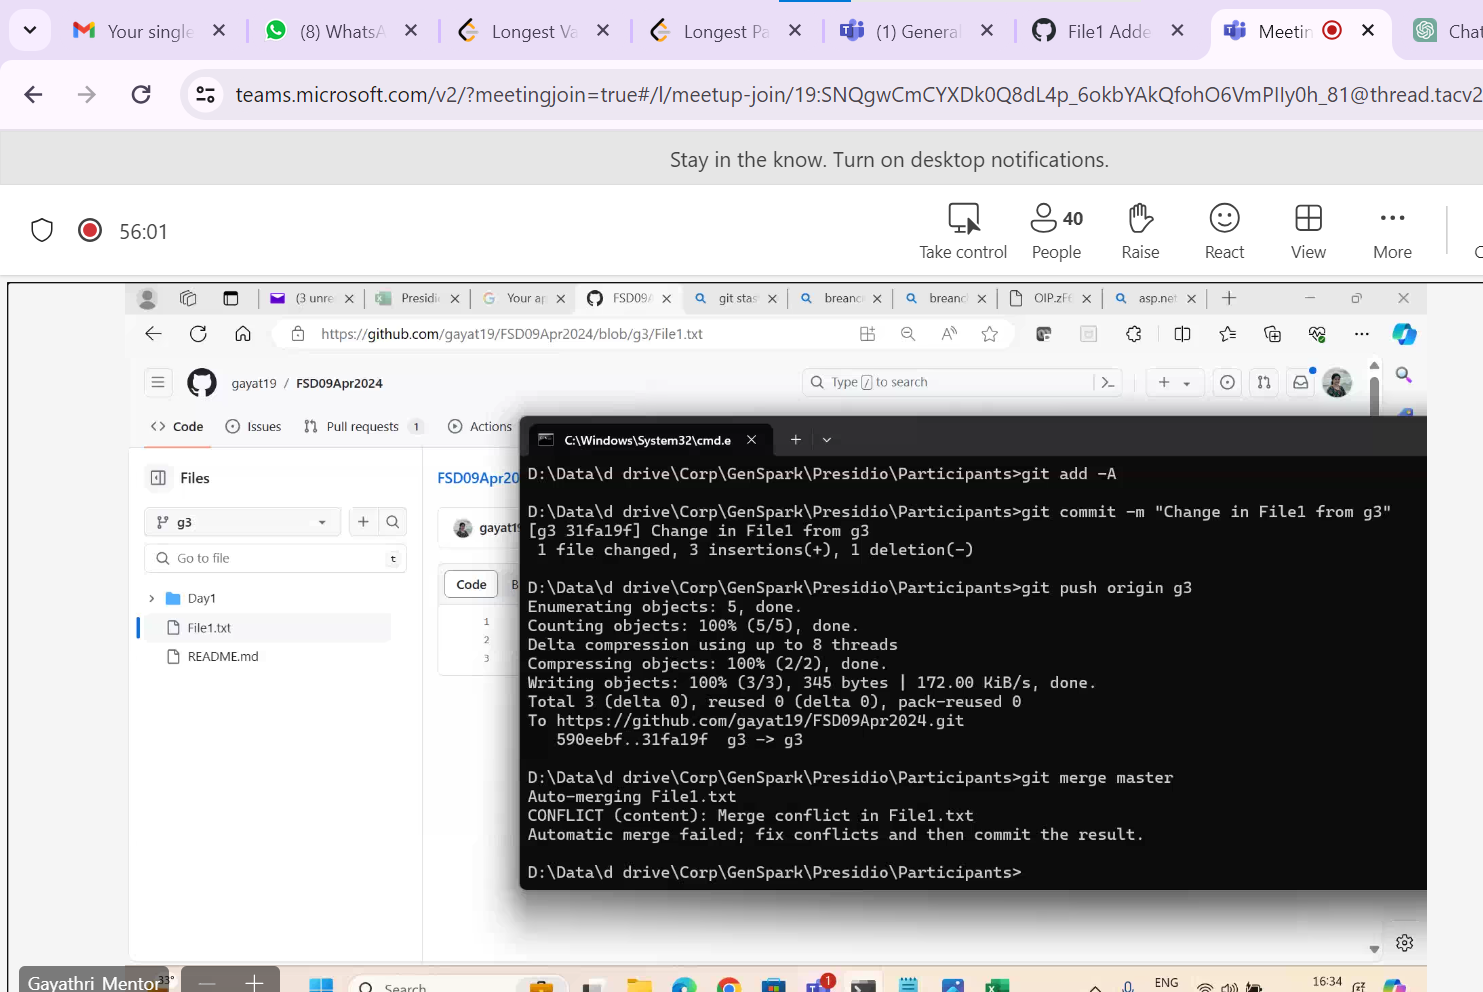 Your single
(8) WhatsA
Longest Va
Longest Pa
(1) General
File1 Adde
Meetin
Chat
teams.microsoft.com/v2/?meetingjoin=true#/l/meetup-join/19:SNQgwCmCYXDk0Q8dL4p_6okbYAkQfohO6VmPIIy0h_81@thread.tacv2
Stay in the know. Turn on desktop notifications.
56:01
Take control
40
People
Raise
React
View
More
(3 unre
Presidi
Your ap
FSD09A
git stas
breanc
breanc
OIP.zF6
asp.net
https://github.com/gayat19/FSD09Apr2024/blob/g3/File1.txt
gayat19 / FSD09Apr2024
Type / to search
Code
Issues
Pull requests 1
Actions
Files
g3
Go to file
t
Day1
File1.txt
README.md
FSD09Apr20
gayat19
Code
B
1
2
3
C:\Windows\System32\cmd.e
D:\Data\d drive\Corp\GenSpark\Presidio\Participants>git add -A
D:\Data\d drive\Corp\GenSpark\Presidio\Participants>git commit -m "Change in File1 from g3"
[g3 31fa19f] Change in File1 from g3
1 file changed, 3 insertions(+), 1 deletion(-)
D:\Data\d drive\Corp\GenSpark\Presidio\Participants>git push origin g3
Enumerating objects: 5, done.
Counting objects: 100% (5/5), done.
Delta compression using up to 8 threads
Compressing objects: 100% (2/2), done.
Writing objects: 100% (3/3), 345 bytes | 172.00 KiB/s, done.
Total 3 (delta 0), reused 0 (delta 0), pack-reused 0
To https://github.com/gayat19/FSD09Apr2024.git
590eebf..31fa19f  g3 -> g3
D:\Data\d drive\Corp\GenSpark\Presidio\Participants>git merge master
Auto-merging File1.txt
CONFLICT (content): Merge conflict in File1.txt
Automatic merge failed; fix conflicts and then commit the result.
D:\Data\d drive\Corp\GenSpark\Presidio\Participants>
Gayathri Mentor
33°
Search
1
ENG
16:34